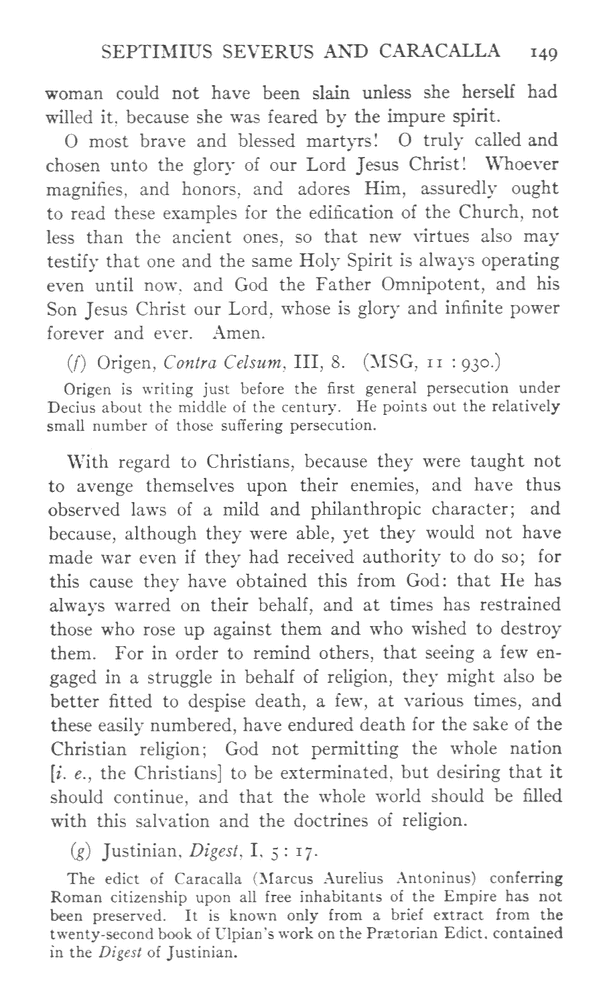 SEPTIMIUS SEVERUS AND CARACALLA 149
woman could not have been slain unless she herself had
willed it, because she was feared by the impure spirit.
O most brave and blessed martyrs! O truly called and
chosen unto the glory of our Lord Jesus Christ! Whoever
magnifies, and honors, and adores Him, assuredly ought
to read these examples for the edification of the Church, not
less than the ancient ones, so that new virtues also may
testify that one and the same Holy Spirit is always operating
even until now, and God the Father Omnipotent, and his
Son Jesus Christ our Lord, whose is glory and infinite power
forever and ever. Amen.
(f) Origen, Contra Celsum, III, 8. (MSG, 11 : 930.)
Origen is writing just before the first general persecution under
Decius about the middle of the century. He points out the relatively
small number of those suffering persecution.
With regard to Christians, because they were taught not
to avenge themselves upon their enemies, and have thus
observed laws of a mild and philanthropic character; and
because, although they were able, yet they would not have
made war even if they had received authority to do so; for
this cause they have obtained this from God: that He has
always warred on their behalf, and at times has restrained
those who rose up against them and who wished to destroy
them. For in order to remind others, that seeing a few en-
gaged in a struggle in behalf of religion, they might also be
better fitted to despise death, a few, at various times, and
these easily numbered, have endured death for the sake of the
Christian religion; God not permitting the whole nation
[i. e., the Christians] to be exterminated, but desiring that it
should continue, and that the whole world should be filled
with this salvation and the doctrines of religion.
(g) Justinian, Digest, I, 5 : 17.
The edict of Caracalla (Marcus Aurelius Antoninus) conferring
Roman citizenship upon all free inhabitants of the Empire has not
been preserved. It is known only from a brief extract from the
twenty-second book of Ulpian's work on the Prætorian Edict, contained
in the Digest of Justinian.